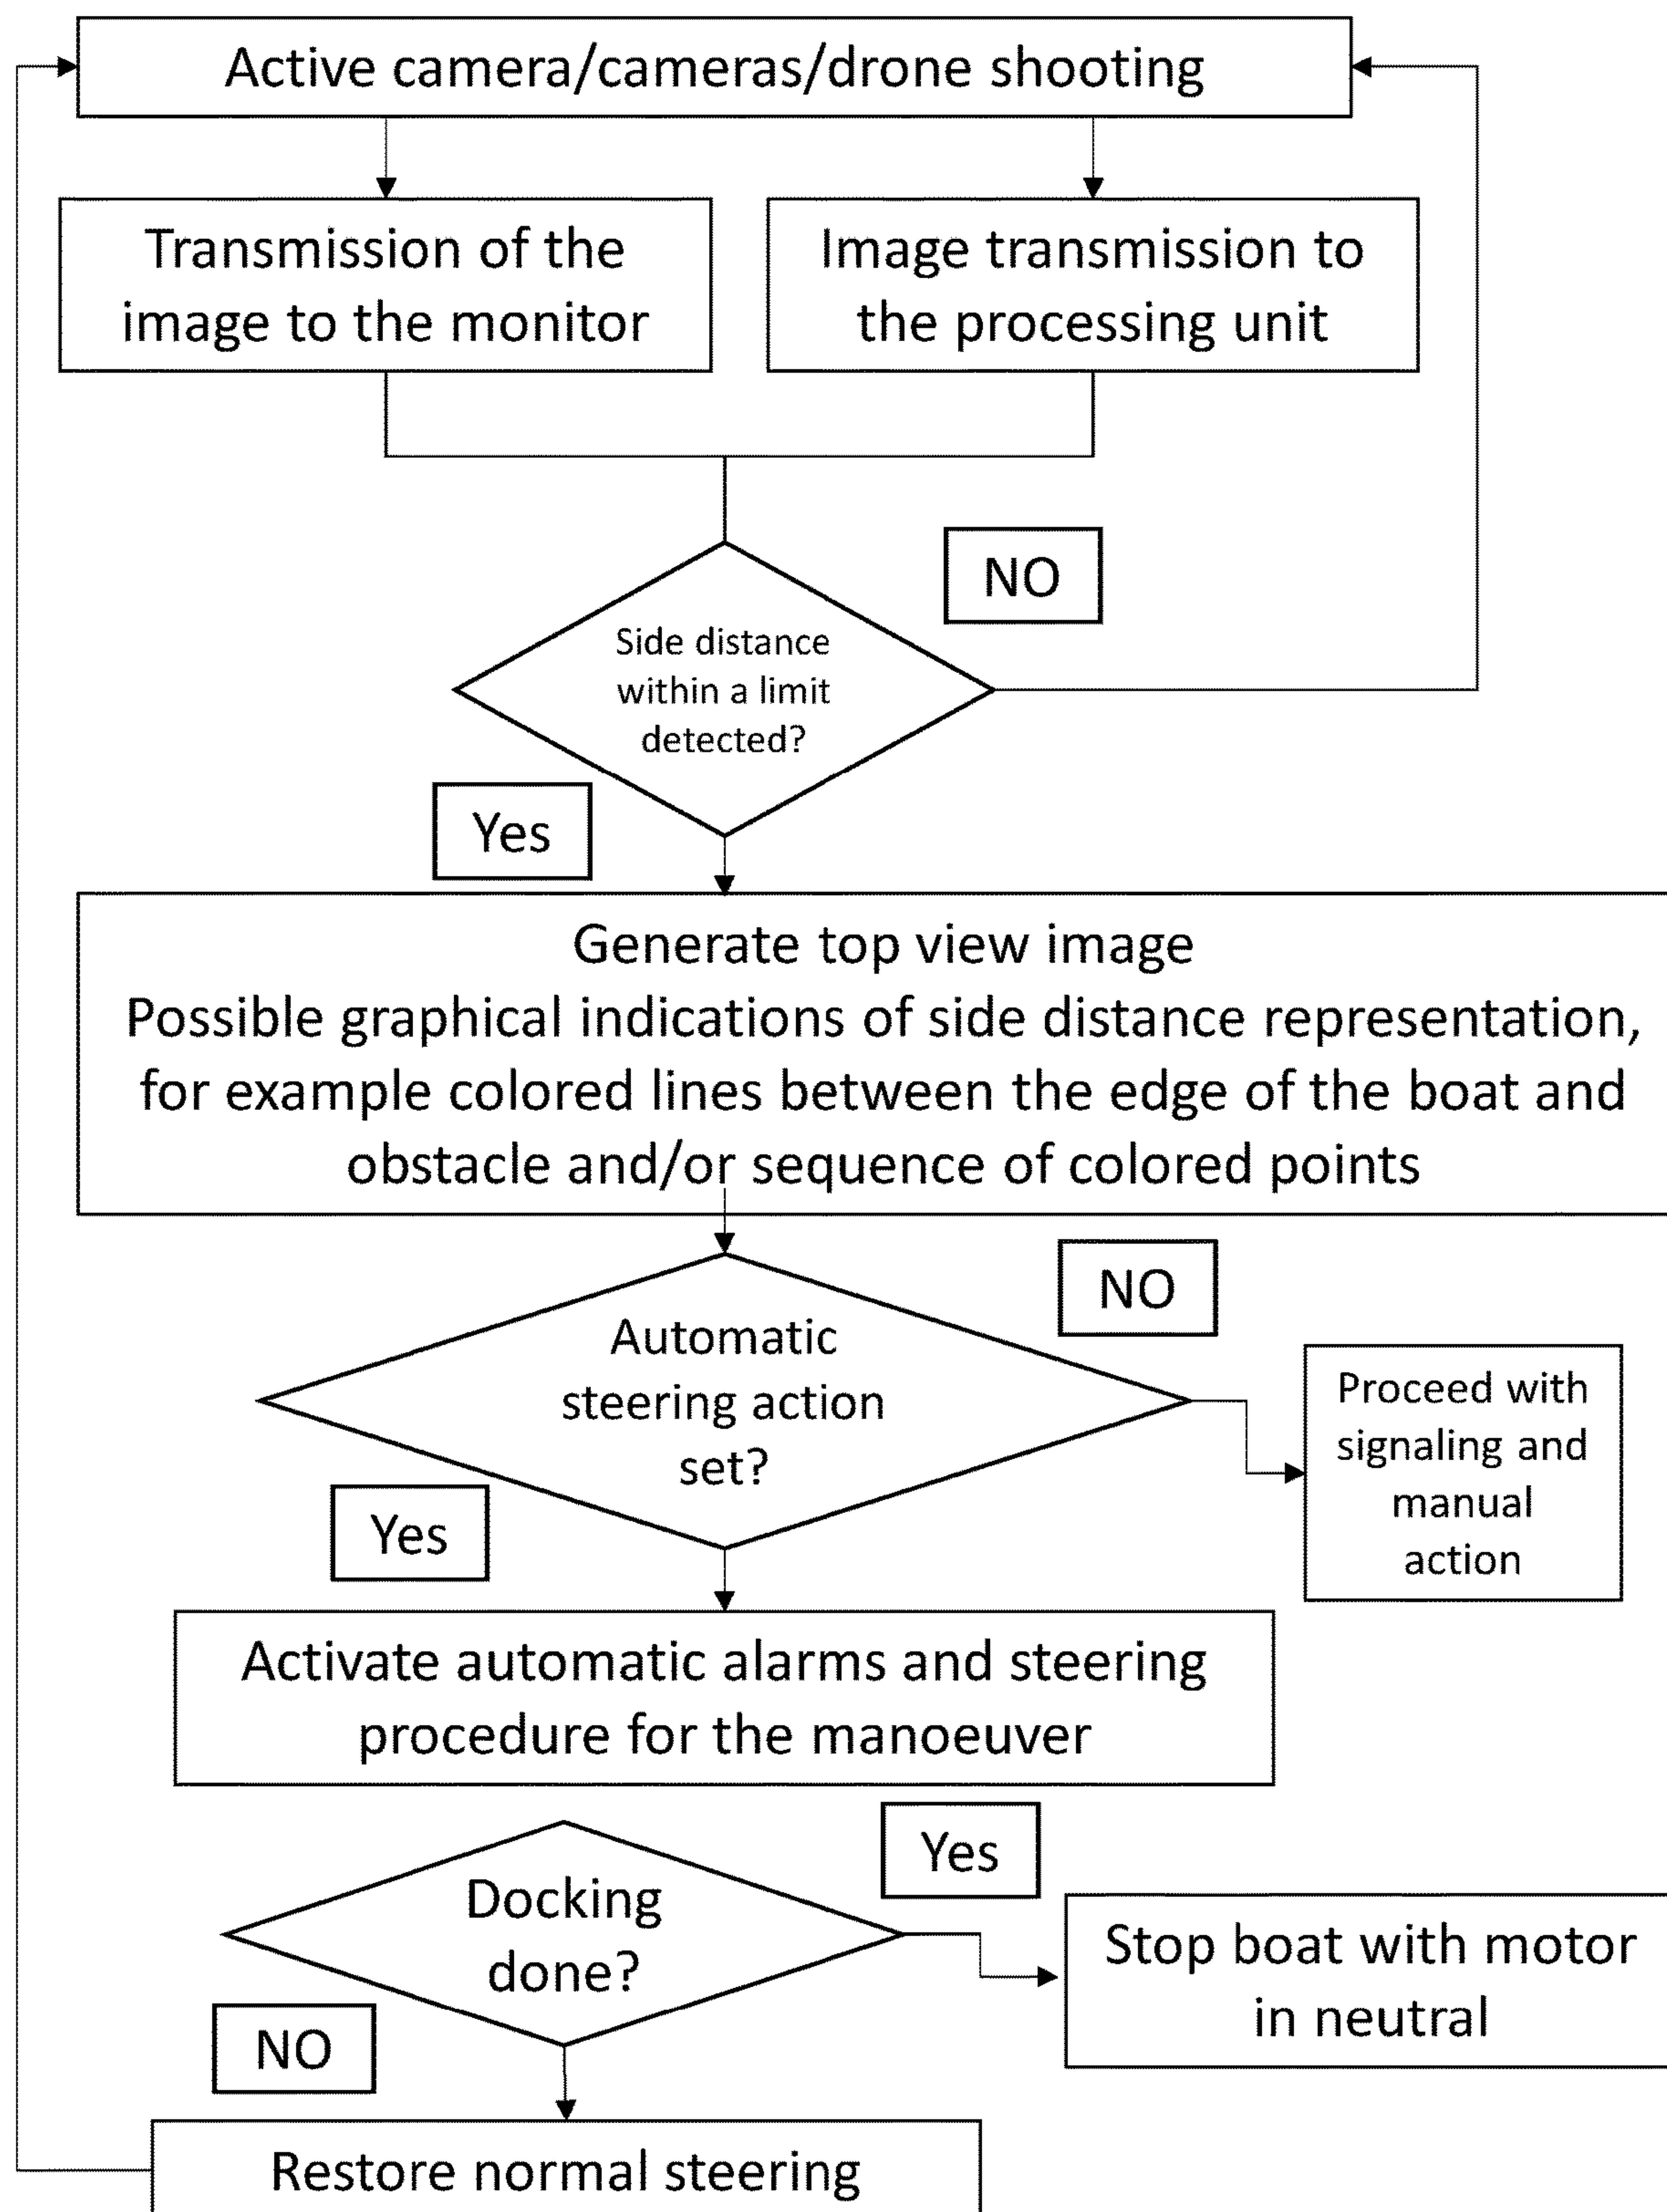 Active camera/cameras/drone shooting
Transmission of the
image to the monitor
Image transmission to
the processing unit
NO
Side distance
within a limit
detected?
Yes
Generate top view image
Possible graphical indications of side distance representation,
for example colored lines between the edge of the boat and
obstacle and/or sequence of colored points
NO
Automatic
steering action
set?
Proceed with
signaling and
manual
action
Yes
Activate automatic alarms and steering
procedure for the manoeuver
Yes
Docking
done?
Stop boat with motor
in neutral
NO
Restore normal steering